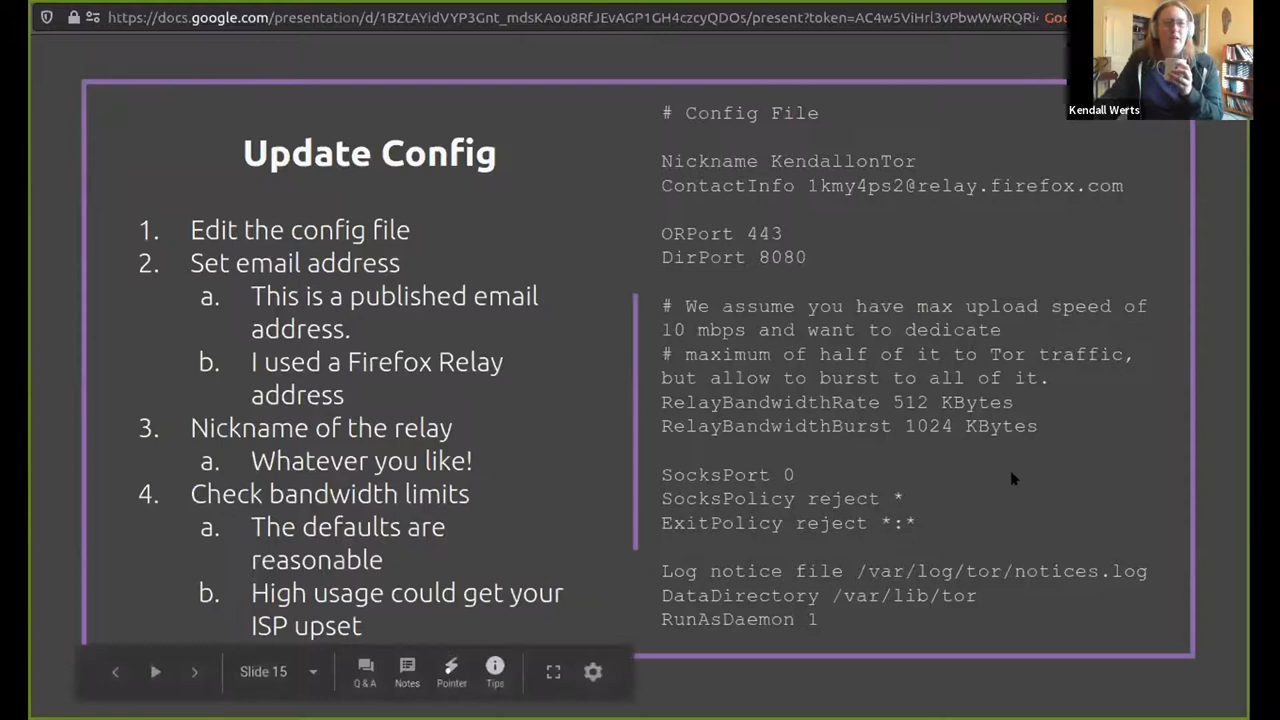 https://docs.google.com/presentation/d/1BZtAYidVYP3Gnt_mdsKAou8RfJEvAGP1GH4czcyQDOs/present?token=AC4w5ViHrl3vPbwWwRQRi
Kendall Werts
Update Config
1. Edit the config file
2. Set email address
a. This is a published email
address.
b. I used a Firefox Relay
address
3. Nickname of the relay
a. Whatever you like!
4. Check bandwidth limits
a. The defaults are
reasonable
b. High usage could get your
ISP upset
# Config File
Nickname KendallonTor
ContactInfo 1kmy4ps2@relay.firefox.com
ORPort 443
DirPort 8080
# We assume you have max upload speed of
10 mbps and want to dedicate
# maximum of half of it to Tor traffic,
but allow to burst to all of it.
RelayBandwidthRate 512 KBytes
RelayBandwidthBurst 1024 KBytes
SocksPort 0
SocksPolicy reject *
ExitPolicy reject *:*
Log notice file /var/log/tor/notices.log
DataDirectory /var/lib/tor
RunAsDaemon 1
Slide 15
Q & A
Notes
Pointer
Tips